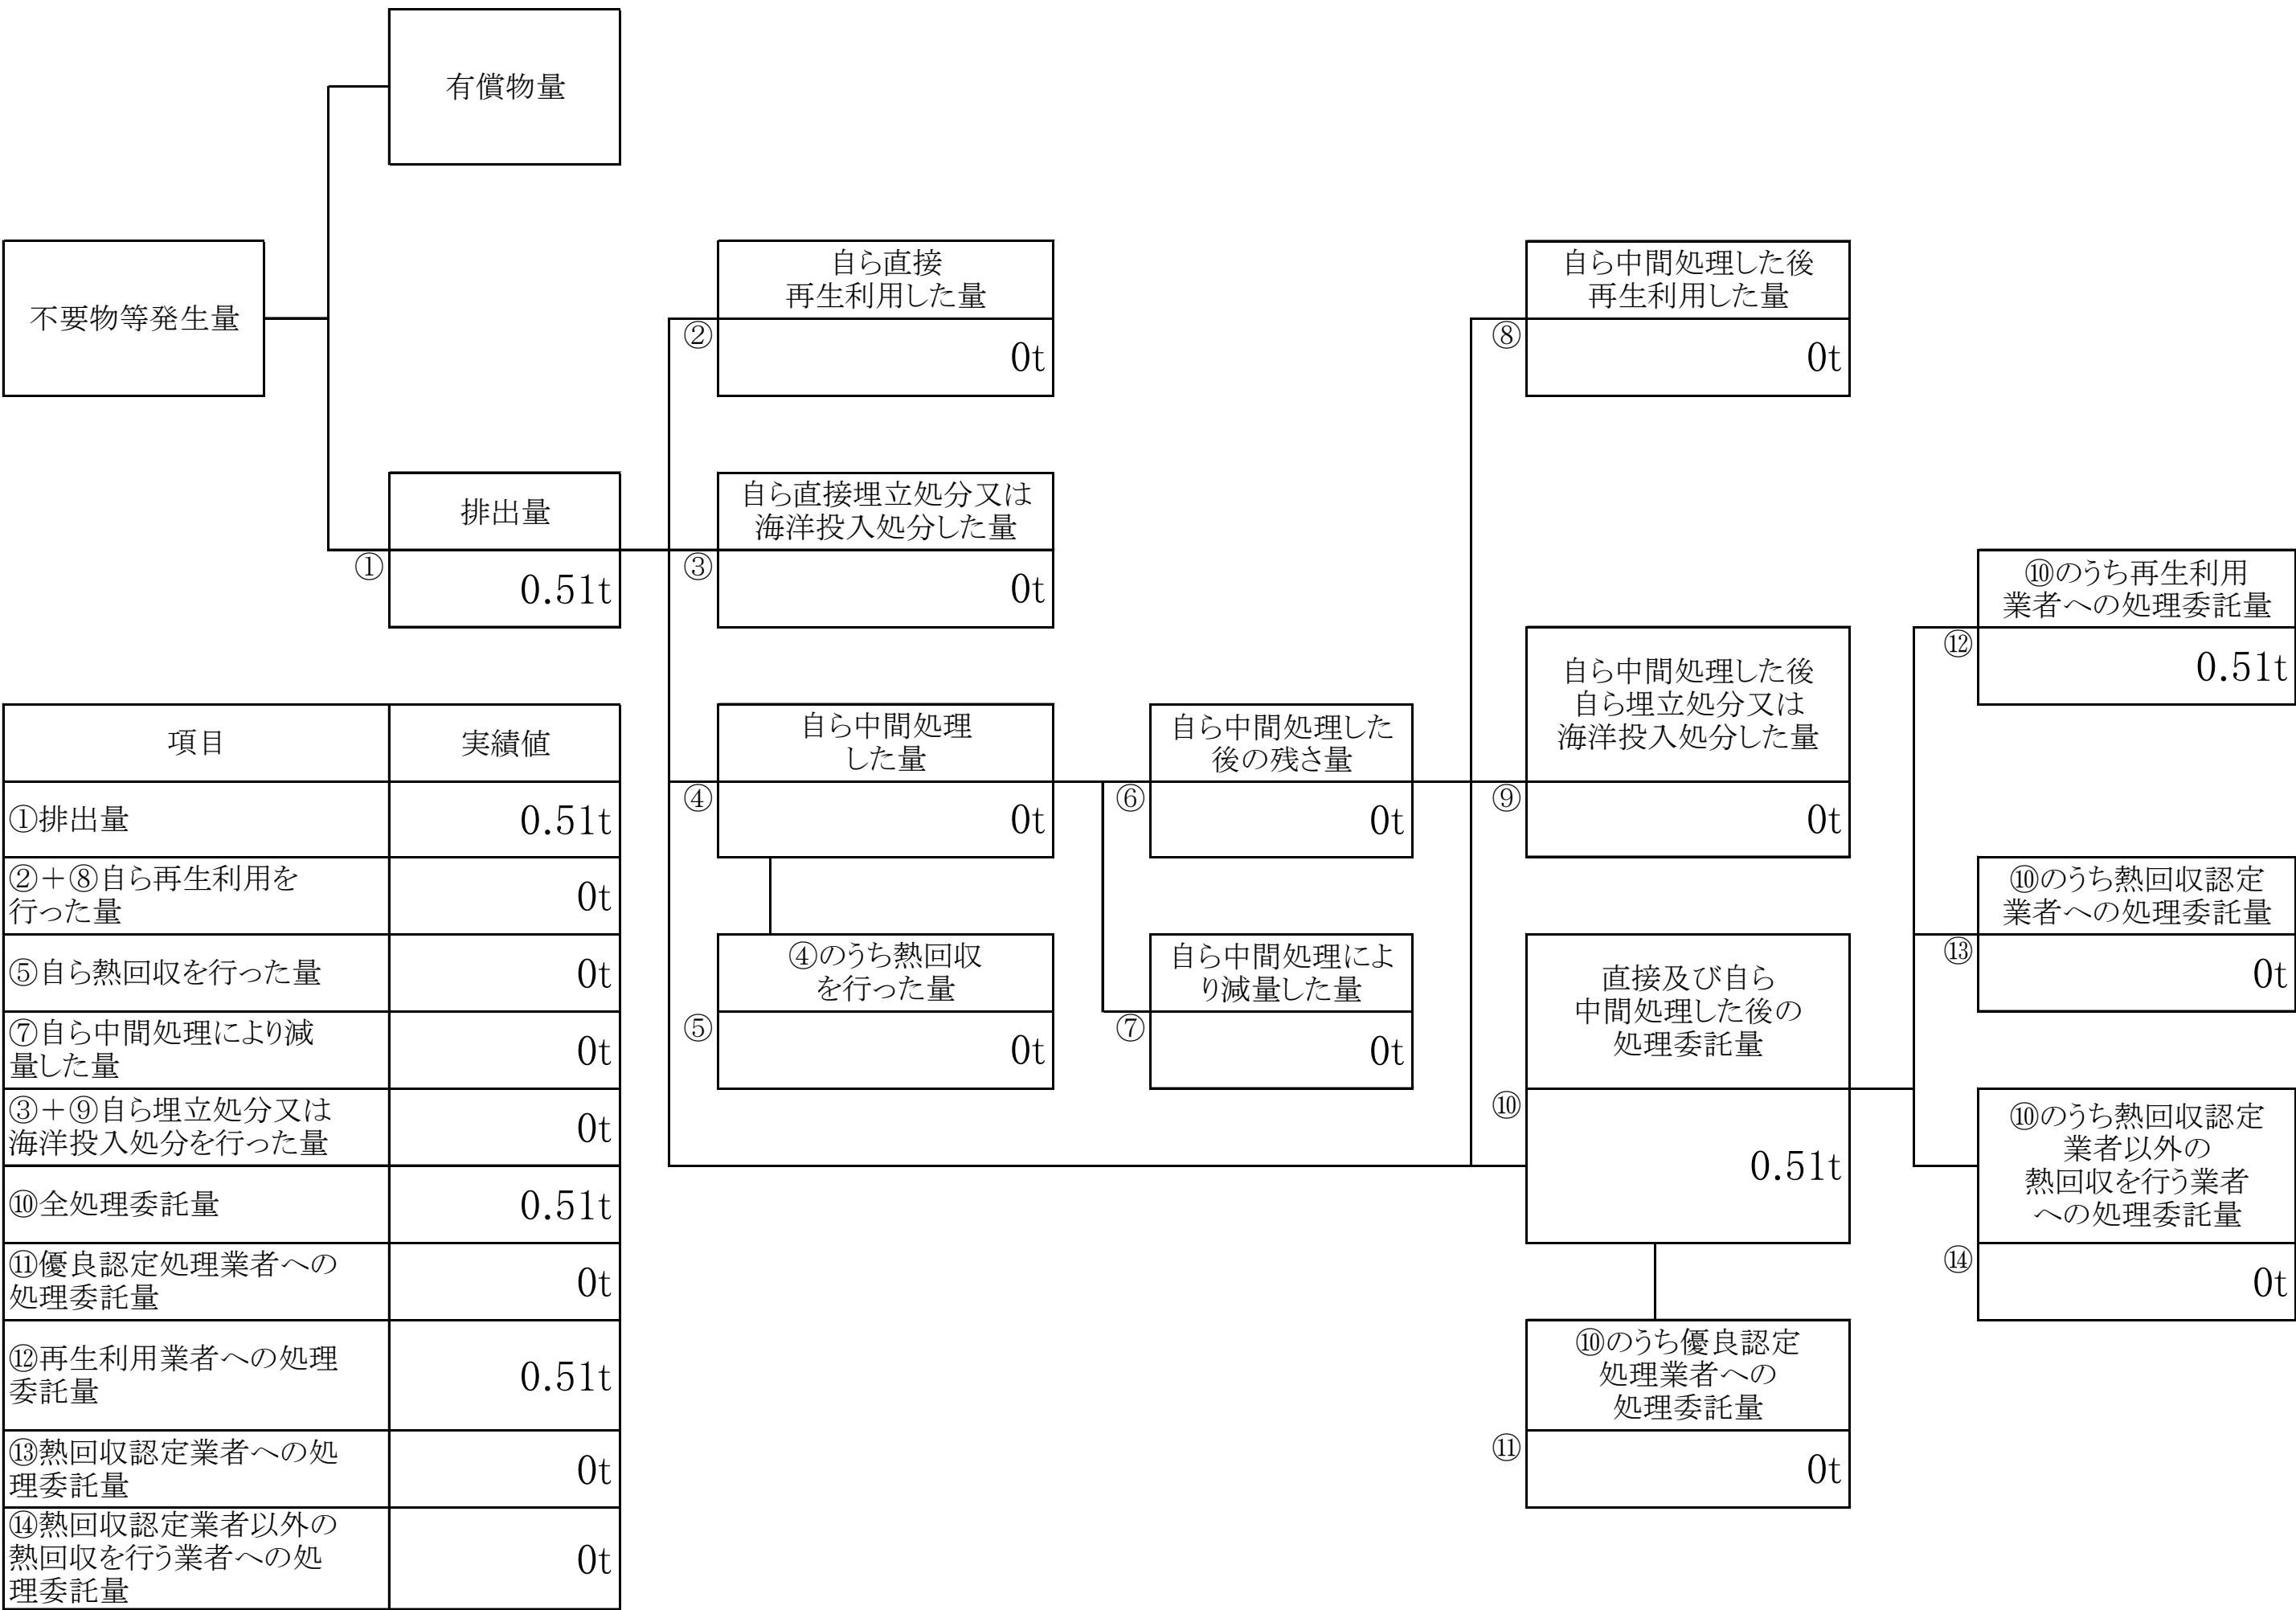 有償物量
不要物等発生量
自ら直接
再生利用した量
②
0t
自ら中間処理した後
再生利用した量
⑧
0t
排出量
①
0.51t
自ら直接埋立処分又は
海洋投入処分した量
③
0t
⑩のうち再生利用
業者への処理委託量
⑫
0.51t
自ら中間処理した後
自ら埋立処分又は
海洋投入処分した量
⑨
0t
自ら中間処理
した量
④
0t
自ら中間処理した
後の残さ量
⑥
0t
⑩のうち熱回収認定
業者への処理委託量
⑬
0t
④のうち熱回収
を行った量
⑤
0t
自ら中間処理によ
り減量した量
⑦
0t
直接及び自ら
中間処理した後の
処理委託量
⑩
0.51t
⑩のうち熱回収認定
業者以外の
熱回収を行う業者
への処理委託量
⑭
0t
⑩のうち優良認定
処理業者への
処理委託量
⑪
0t
項目 実績値
①排出量 0.51t
②＋⑧自ら再生利用を
行った量 0t
⑤自ら熱回収を行った量 0t
⑦自ら中間処理により減
量した量 0t
③＋⑨自ら埋立処分又は
海洋投入処分を行った量 0t
⑩全処理委託量 0.51t
⑪優良認定処理業者への
処理委託量 0t
⑫再生利用業者への処理
委託量 0.51t
⑬熱回収認定業者への処
理委託量 0t
⑭熱回収認定業者以外の
熱回収を行う業者への処
理委託量 0t